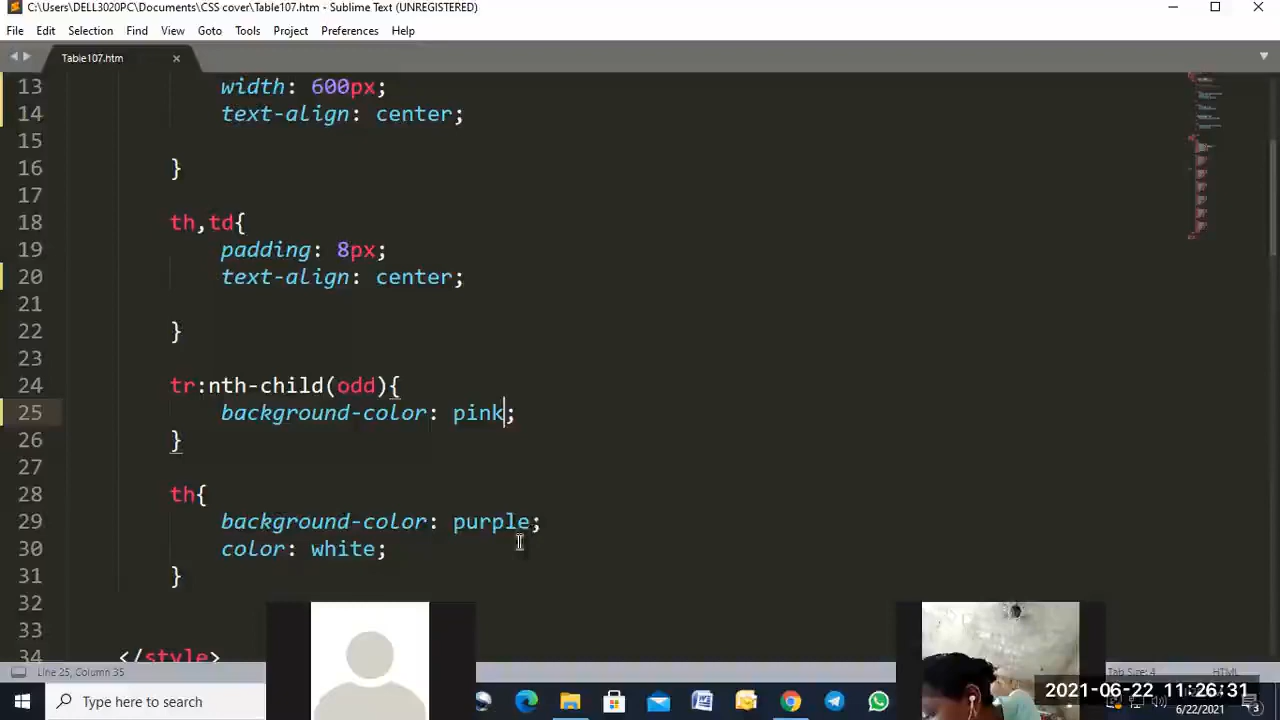 C:\Users\DELL3020PC\Documents\CSS cover\Table107.htm - Sublime Text (UNREGISTERED)
File Edit Selection Find View Goto Tools Project Preferences Help
Table107.htm
13 width: 600px;
14 text-align: center;
15
16 }
17
18 th,td{
19 padding: 8px;
20 text-align: center;
21
22 }
23
24 tr:nth-child(odd){
25 background-color: pink;
26 }
27
28 th{
29 background-color: purple;
30 color: white;
31 }
32
33
34 </style>
Line 25, Column 35
Tab Size: 4 HTML
Type here to search
2021-06-22 11:26:31
6/22/2021
3